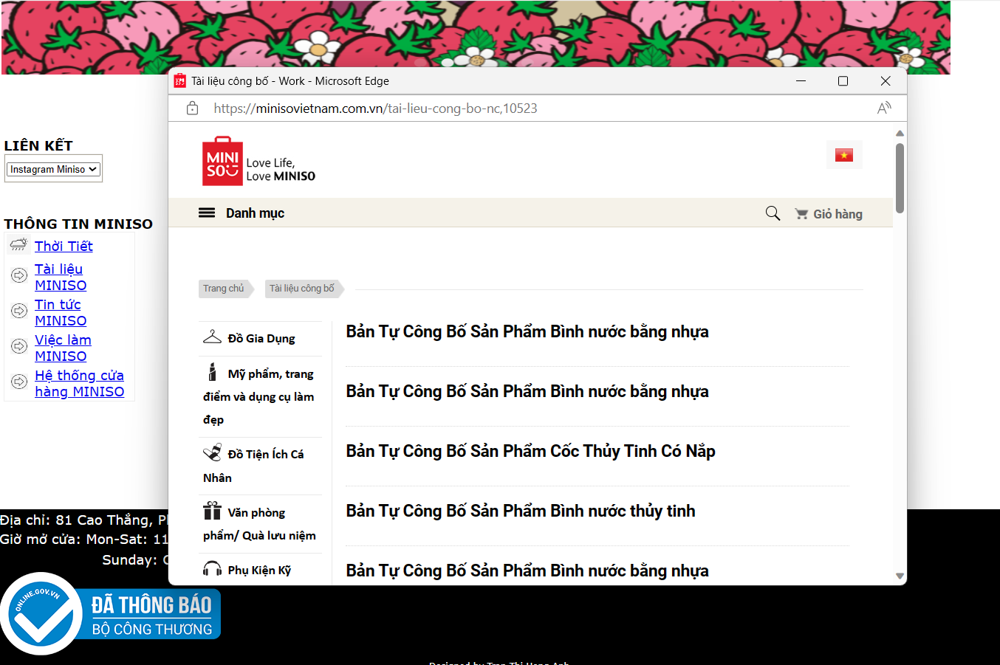 Tài liệu công bố - Work - Microsoft Edge
https://minisovietnam.com.vn/tai-lieu-cong-bo-nc,10523
LIÊN KẾT
Instagram Miniso
THÔNG TIN MINISO
Thời Tiết
Tài liệu
MINISO
Tin tức
MINISO
Việc làm
MINISO
Hệ thống cửa
hàng MINISO
MINI
SO
Love Life,
Love MINISO
Danh mục
Giỏ hàng
Trang chủ
Tài liệu công bố
Đồ Gia Dụng
Mỹ phẩm, trang
điểm và dụng cụ làm
đẹp
Đồ Tiện Ích Cá
Nhân
Văn phòng
phẩm/ Quà lưu niệm
Phụ Kiện Kỹ
Bản Tự Công Bố Sản Phẩm Bình nước bằng nhựa
Bản Tự Công Bố Sản Phẩm Bình nước bằng nhựa
Bản Tự Công Bố Sản Phẩm Cốc Thủy Tinh Có Nắp
Bản Tự Công Bố Sản Phẩm Bình nước thủy tinh
Bản Tự Công Bố Sản Phẩm Bình nước bằng nhựa
Địa chỉ: 81 Cao Thắng,
Giờ mở cửa: Mon-Sat: 11
Sunday:
ONLINE.GOV.VN
ĐÃ THÔNG BÁO
BỘ CÔNG THƯƠNG